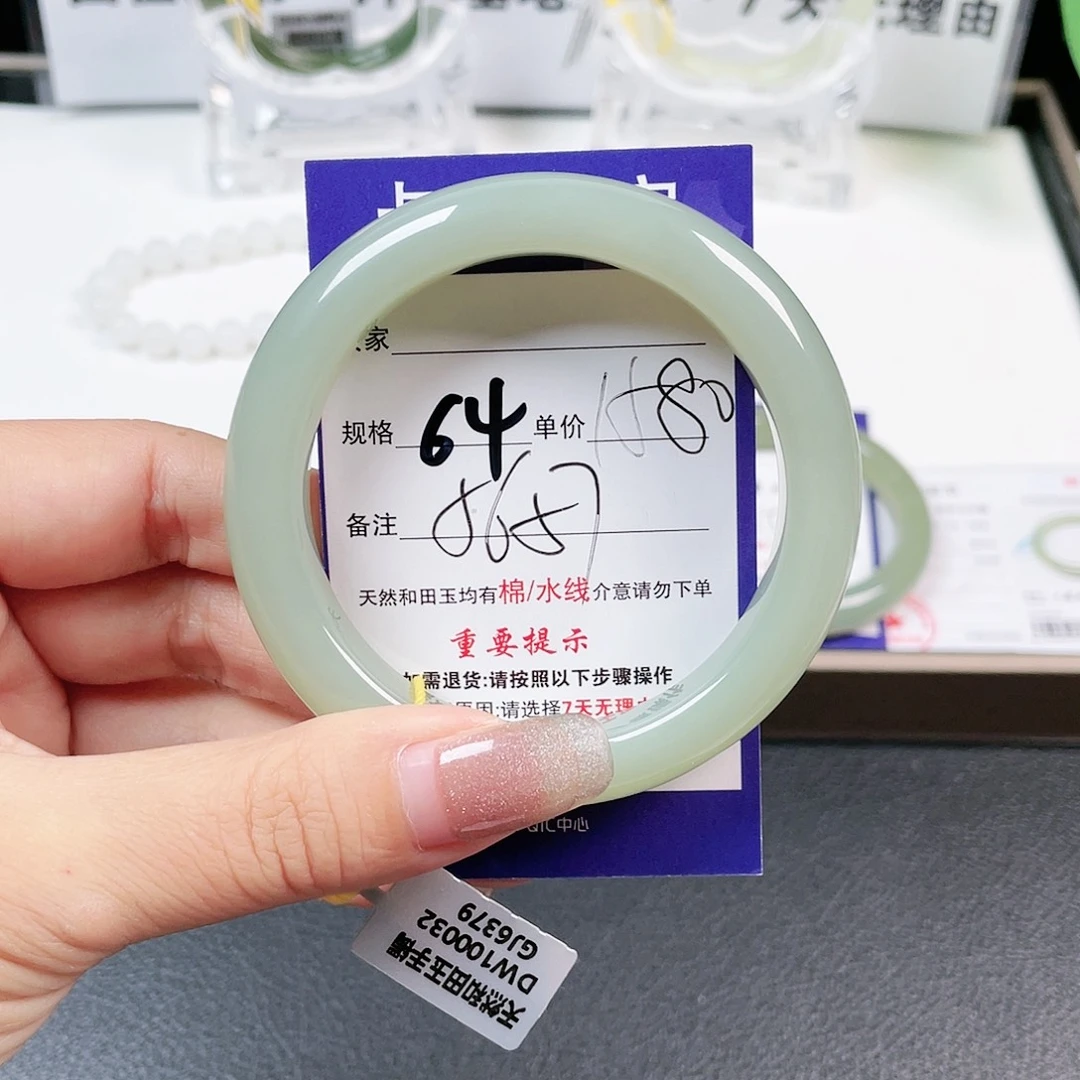 理由
家
规格 64 单价 1580
备注
天然和田玉均有棉/水线介意请勿下单
重要提示
需退货:请按照以下步骤操作
原因:请选择7天无理
中心
天然和田玉手镯
DW100032
GJ6379